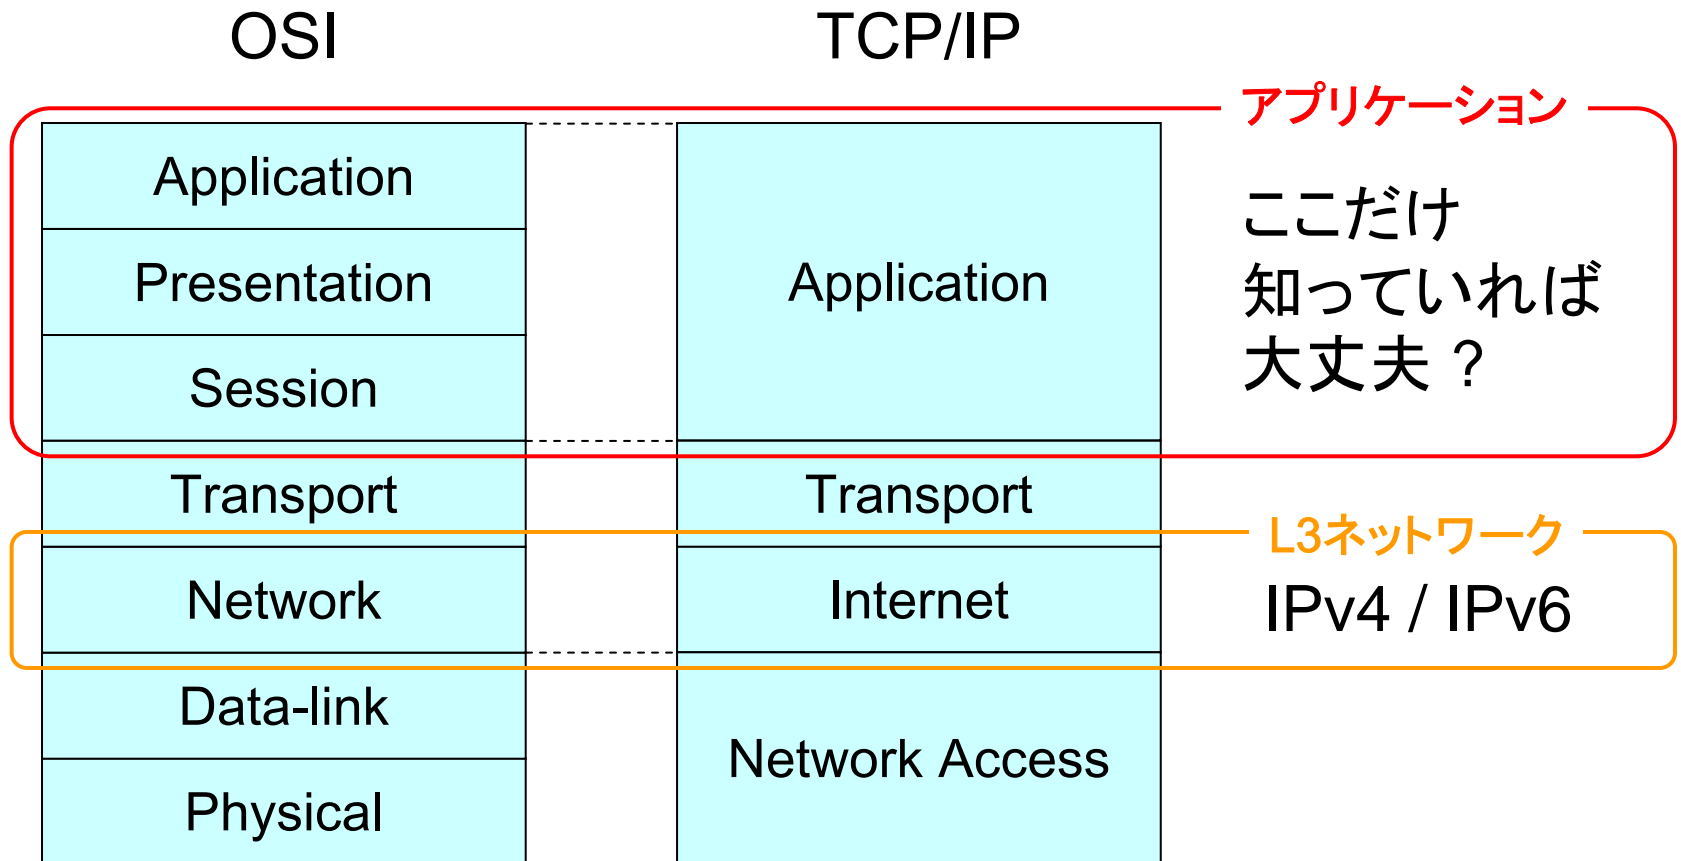 OSI
TCP/IP
アプリケーション
Application
Presentation
Session
Application
ここだけ
知っていれば
大丈夫？
Transport
Transport
L3ネットワーク
Network
Internet
IPv4 / IPv6
Data-link
Physical
Network Access